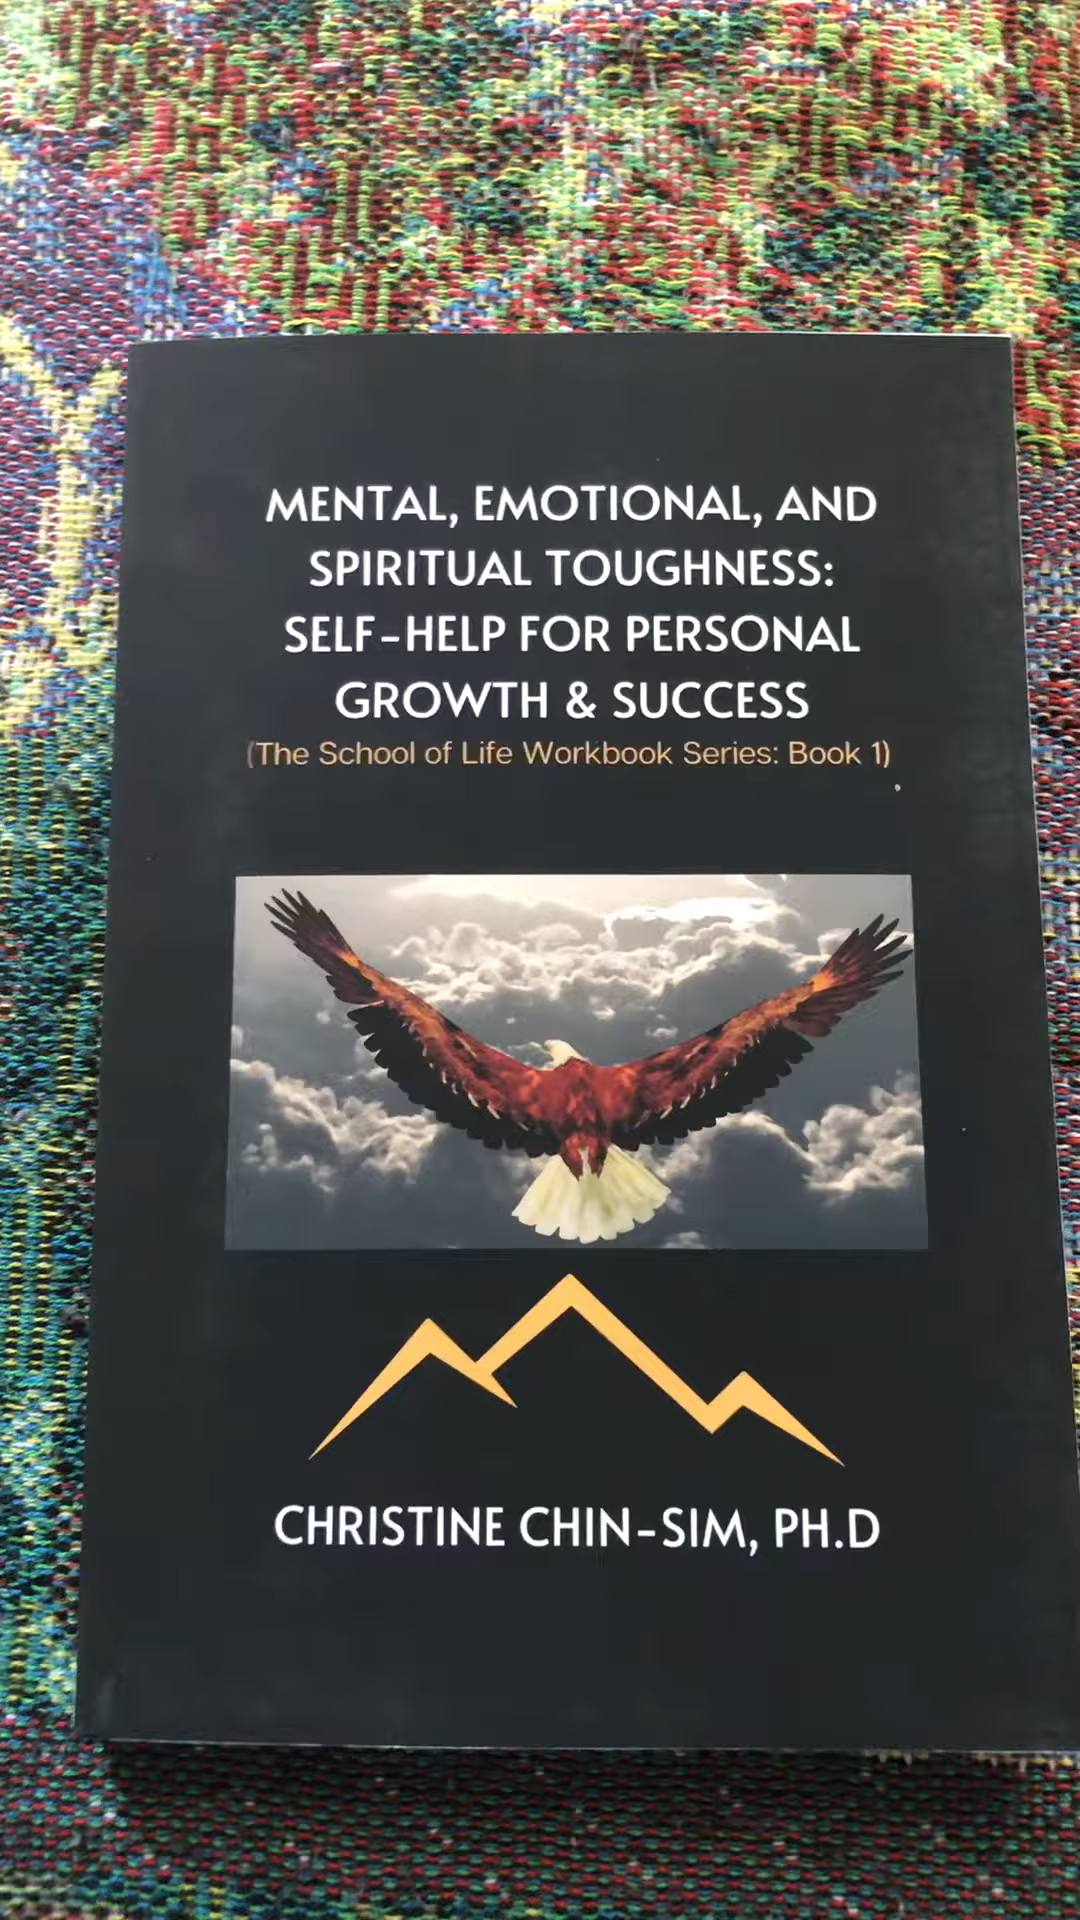 MENTAL, EMOTIONAL, AND
SPIRITUAL TOUGHNESS:
SELF-HELP FOR PERSONAL
GROWTH & SUCCESS
(The School of Life Workbook Series: Book 1)
CHRISTINE CHIN-SIM, PH.D